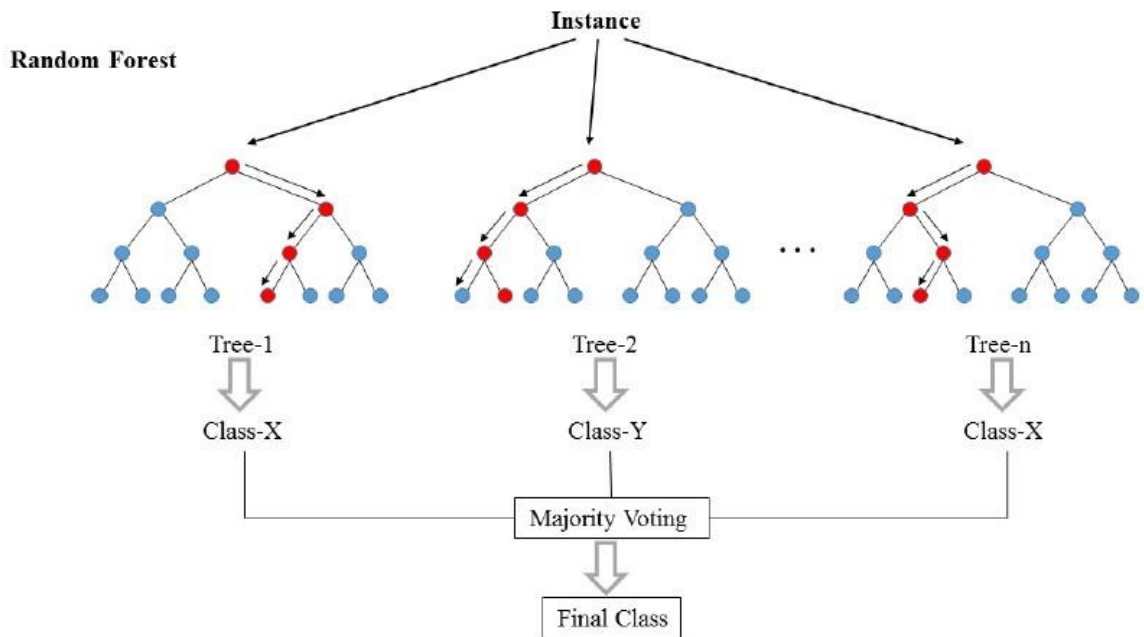 Instance
Random Forest
...
Tree-1
Tree-2
Tree-n
Class-X
Class-Y
Class-X
Majority Voting
Final Class